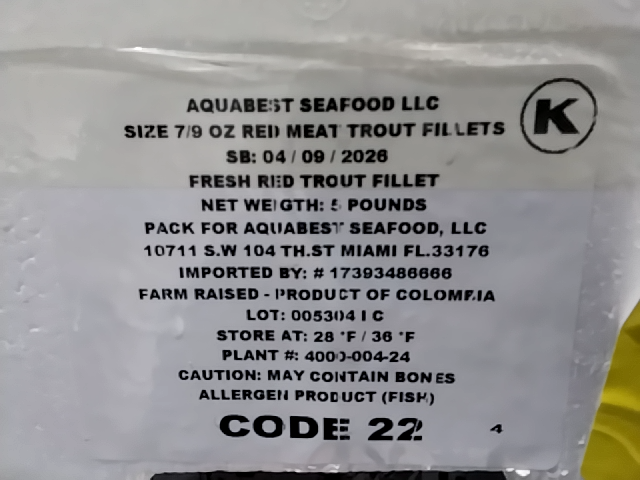 AQUABEST SEAFOOD LLC
K
SIZE 7/9 OZ RED MEAT TROUT FILLETS
SB: 04 / 09 / 2026
FRESH RED TROUT FILLET
NET WEIGTH: 5 POUNDS
PACK FOR AQUABEST SEAFOOD, LLC
10711 S.W 104 TH.ST MIAMI FL.33176
IMPORTED BY: # 17393486666
FARM RAISED - PRODUCT OF COLOMBIA
LOT: 005304 I C
STORE AT: 28 °F / 36 °F
PLANT #: 4000-004-24
CAUTION: MAY CONTAIN BONES
ALLERGEN PRODUCT (FISH)
CODE 22
4